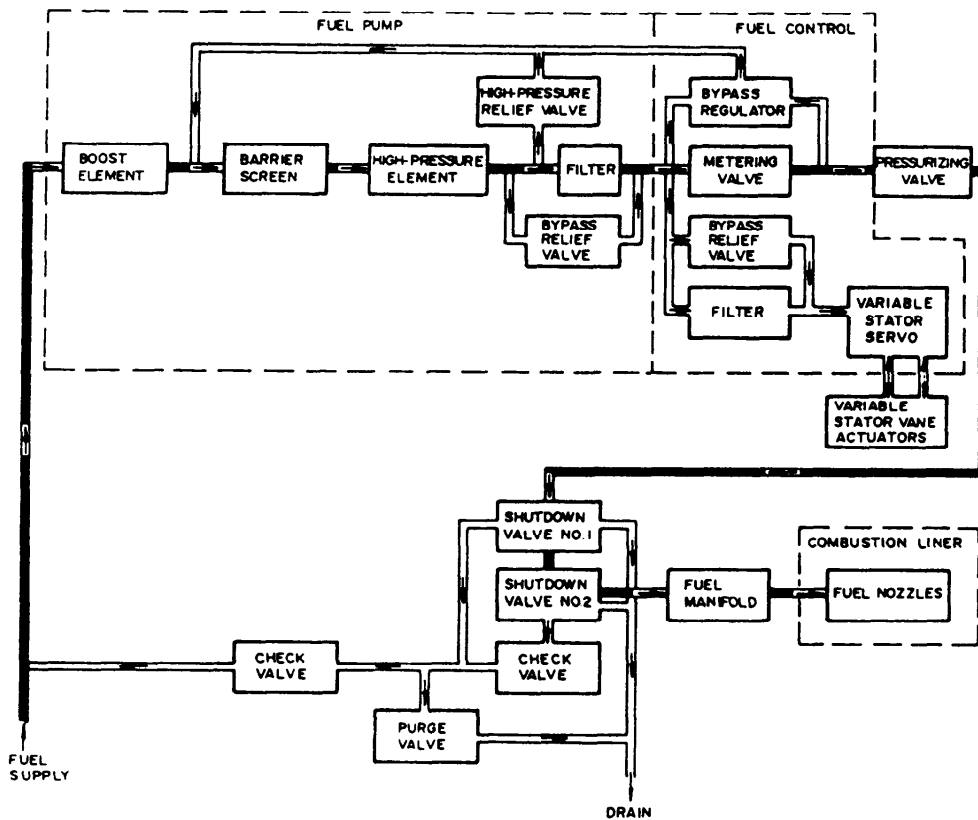 FUEL PUMP
FUEL CONTROL
HIGH-PRESSURE
RELIEF VALVE
BYPASS
REGULATOR
BOOST
ELEMENT
BARRIER
SCREEN
HIGH-PRESSURE
ELEMENT
FILTER
METERING
VALVE
PRESSURIZING
VALVE
BYPASS
RELIEF
VALVE
BYPASS
RELIEF
VALVE
FILTER
VARIABLE
STATOR
SERVO
VARIABLE
STATOR VANE
ACTUATORS
SHUTDOWN
VALVE NO.1
COMBUSTION LINER
SHUTDOWN
VALVE NO2
FUEL
MANIFOLD
FUEL NOZZLES
CHECK
VALVE
CHECK
VALVE
PURGE
VALVE
FUEL
SUPPLY
DRAIN